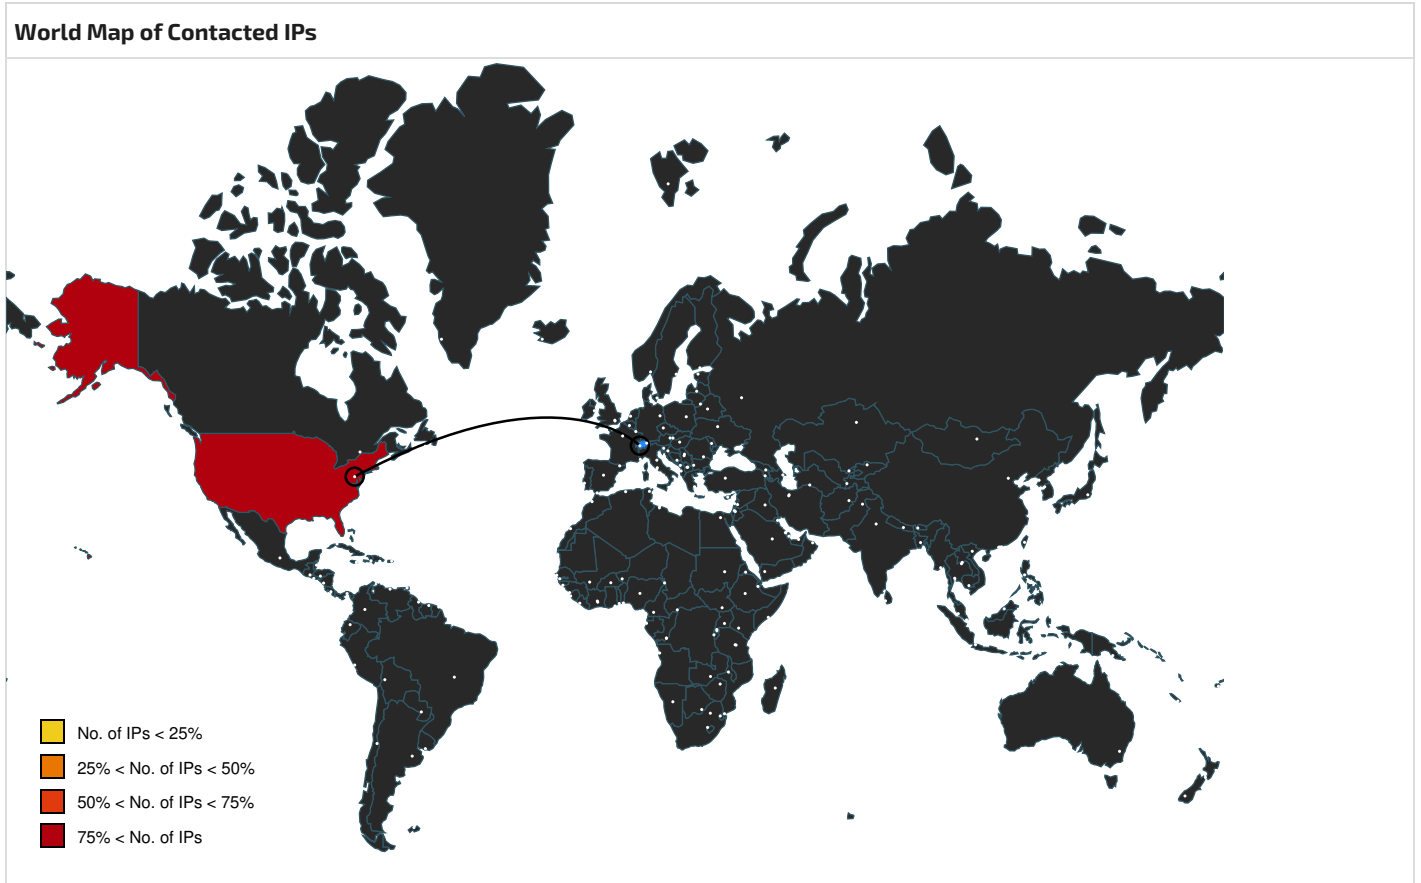 World Map of Contacted IPs
No. of IPs < 25%
25% < No. of IPs < 50%
50% < No. of IPs < 75%
75% < No. of IPs